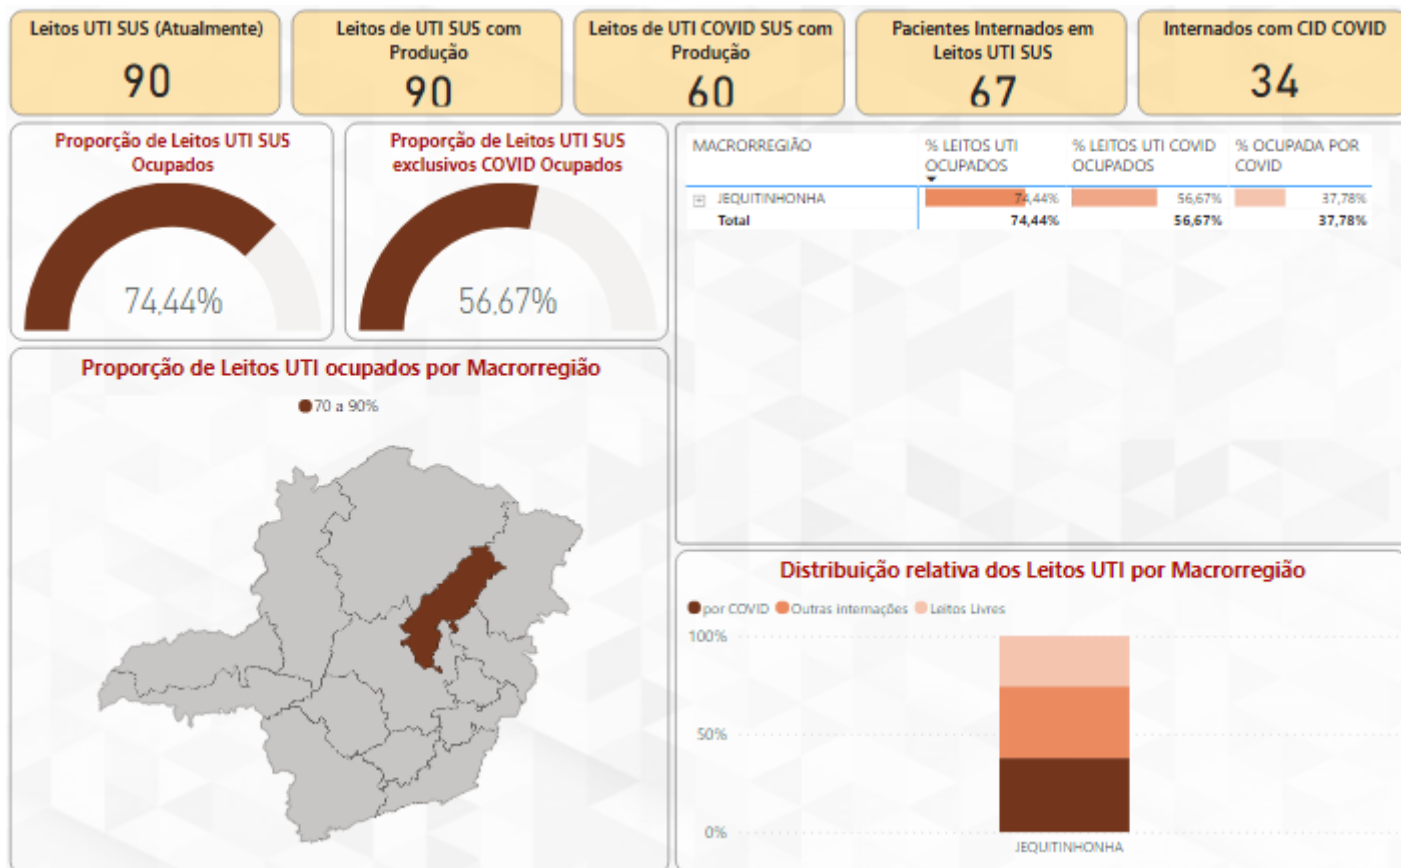 Leitos UTI SUS (Atualmente)
90
Leitos de UTI SUS com
Produção
90
Leitos de UTI COVID SUS com
Produção
60
Pacientes Internados em
Leitos UTI SUS
67
Internados com CID COVID
34
Proporção de Leitos UTI SUS
Ocupados
74,44%
Proporção de Leitos UTI SUS
exclusivos COVID Ocupados
56,67%
MACRORREGIÃO % LEITOS UTI OCUPADOS % LEITOS UTI COVID OCUPADOS % OCUPADA POR COVID
JEQUITINHONHA 74,44% 56,67% 37,78%
Total 74,44% 56,67% 37,78%
Proporção de Leitos UTI ocupados por Macrorregião
70 a 90%
Distribuição relativa dos Leitos UTI por Macrorregião
por COVID Outras internações Leitos Livres
100%
50%
0%
JEQUITINHONHA